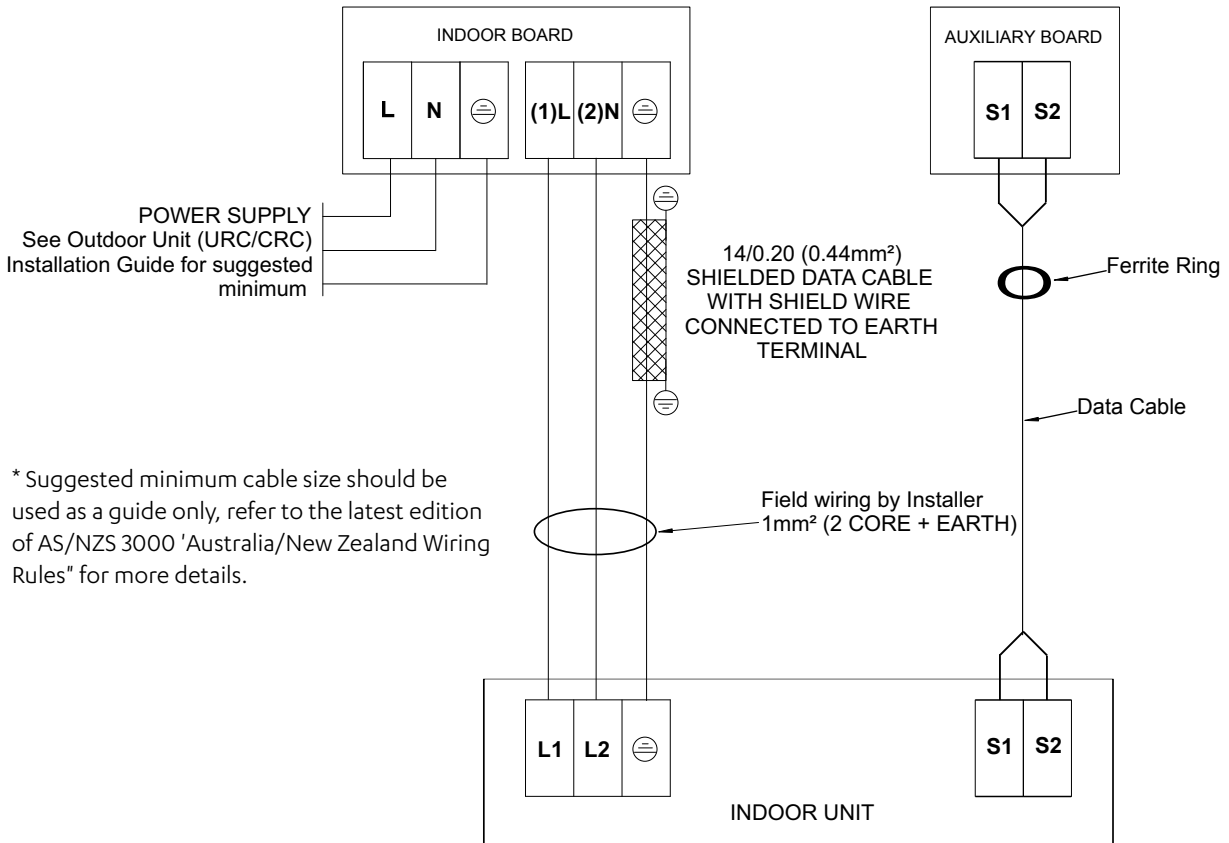 INDOOR BOARD
L N (1)L (2)N
AUXILIARY BOARD
S1 S2
POWER SUPPLY
See Outdoor Unit (URC/CRC)
Installation Guide for suggested
minimum
14/0.20 (0.44mm²)
SHIELDED DATA CABLE
WITH SHIELD WIRE
CONNECTED TO EARTH
TERMINAL
Ferrite Ring
Data Cable
* Suggested minimum cable size should be
used as a guide only, refer to the latest edition
of AS/NZS 3000 'Australia/New Zealand Wiring
Rules" for more details.
Field wiring by Installer
1mm² (2 CORE + EARTH)
L1 L2
S1 S2
INDOOR UNIT